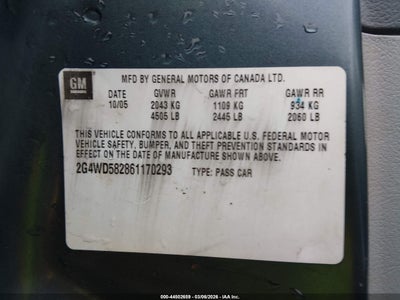 GM
MFD BY GENERAL MOTORS OF CANADA LTD.
DATE GVWR GAWR FRT GAWR RR
10/05 2043 KG 1109 KG 934 KG
4505 LB 2445 LB 2060 LB
THIS VEHICLE CONFORMS TO ALL APPLICABLE U.S. FEDERAL MOTOR
VEHICLE SAFETY, BUMPER, AND THEFT PREVENTION STANDARDS
IN EFFECT ON THE DATE OF MANUFACTURE SHOWN ABOVE.
2G4WD582861170293 TYPE: PASS CAR
000-44502659 - 03/06/2026 - IAA Inc.